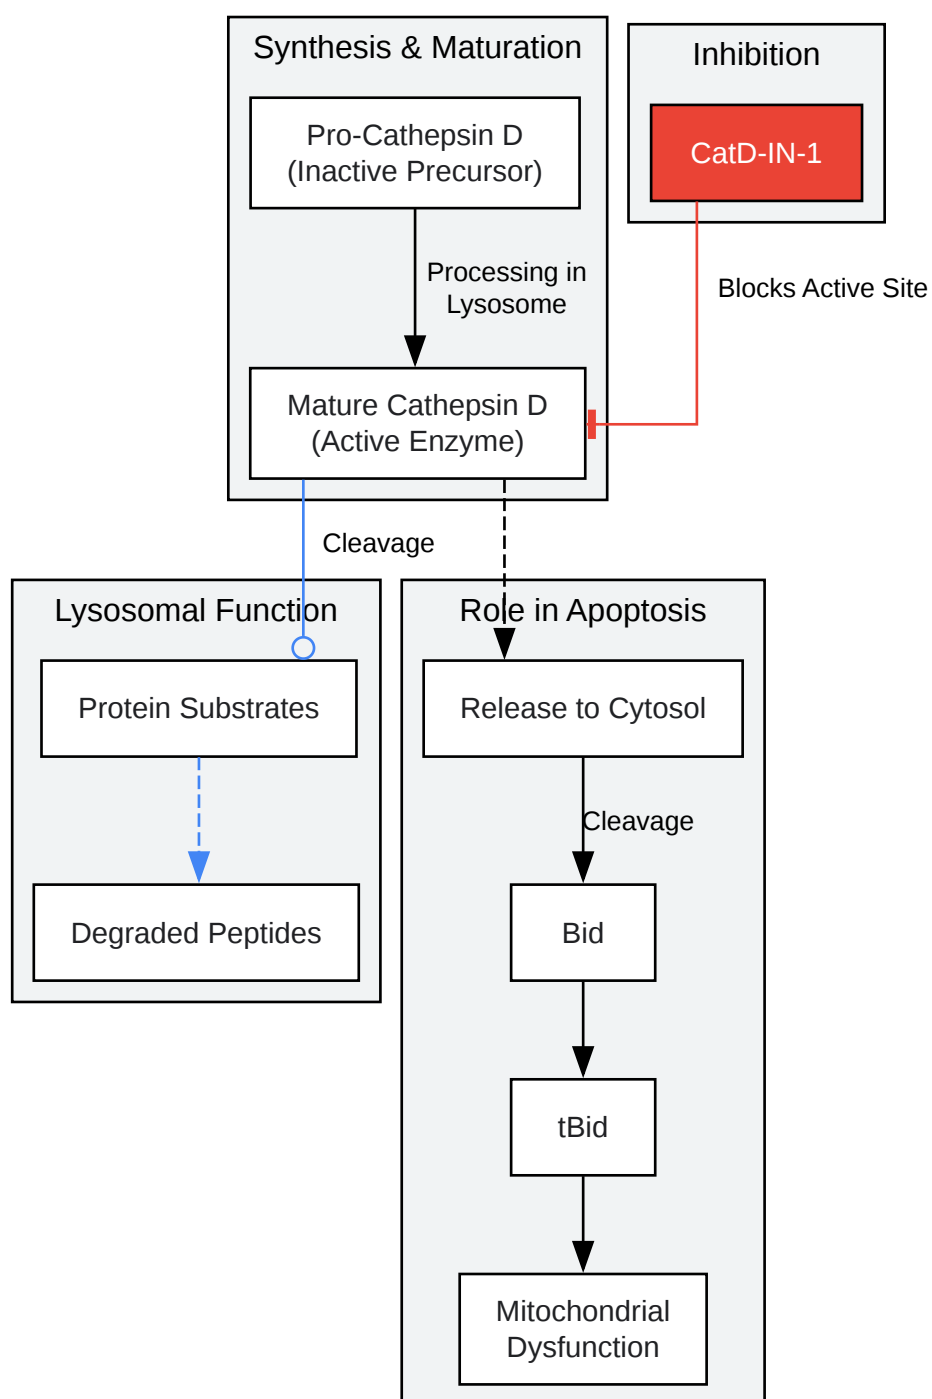 Synthesis & Maturation
Pro-Cathepsin D
(Inactive Precursor)
Processing in
Lysosome
Mature Cathepsin D
(Active Enzyme)
Inhibition
CatD-IN-1
Blocks Active Site
Cleavage
Lysosomal Function
Protein Substrates
Degraded Peptides
Role in Apoptosis
Release to Cytosol
Cleavage
Bid
tBid
Mitochondrial
Dysfunction